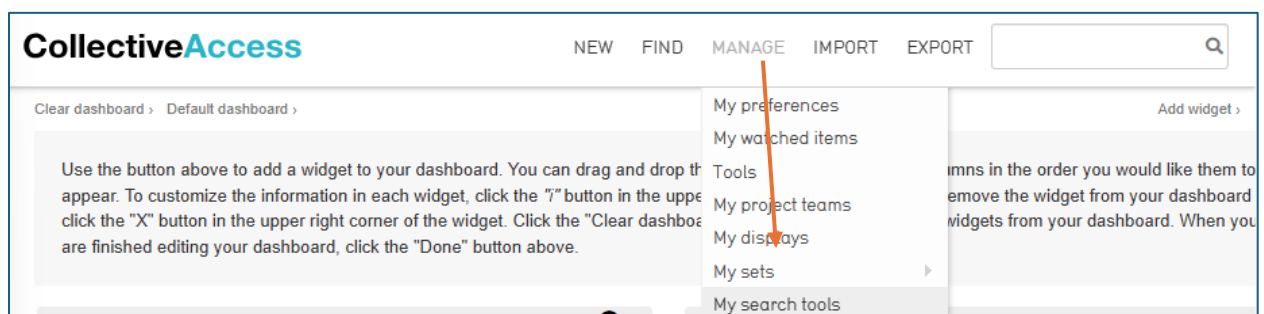 CollectiveAccess
NEW FIND MANAGE IMPORT EXPORT
Clear dashboard › Default dashboard ›
Add widget ›
My preferences
My watched items
Tools
My project teams
My displays
My sets
My search tools
Use the button above to add a widget to your dashboard. You can drag and drop th
appear. To customize the information in each widget, click the "i" button in the uppe
click the "X" button in the upper right corner of the widget. Click the "Clear dashboa
are finished editing your dashboard, click the "Done" button above.
umns in the order you would like them to
emove the widget from your dashboard
widgets from your dashboard. When you